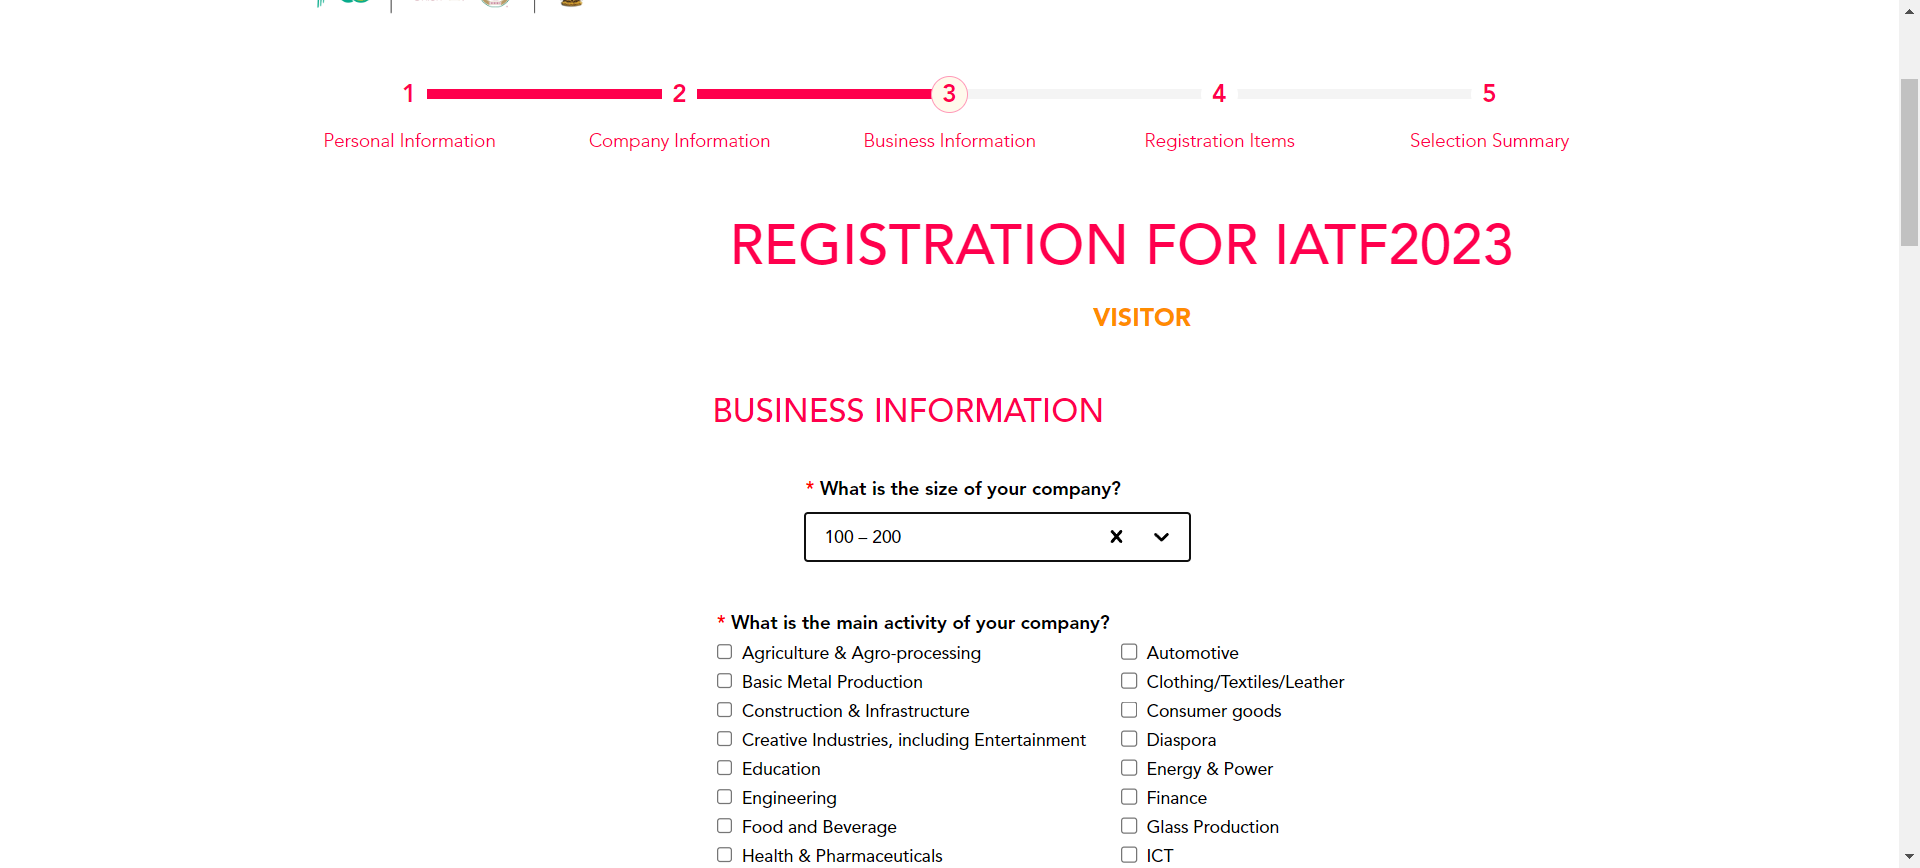 1 2 3 4 5
Personal Information Company Information Business Information Registration Items Selection Summary
REGISTRATION FOR IATF2023
VISITOR
BUSINESS INFORMATION
* What is the size of your company?
100 – 200
* What is the main activity of your company?
Agriculture & Agro-processing Automotive
Basic Metal Production Clothing/Textiles/Leather
Construction & Infrastructure Consumer goods
Creative Industries, including Entertainment Diaspora
Education Energy & Power
Engineering Finance
Food and Beverage Glass Production
Health & Pharmaceuticals ICT